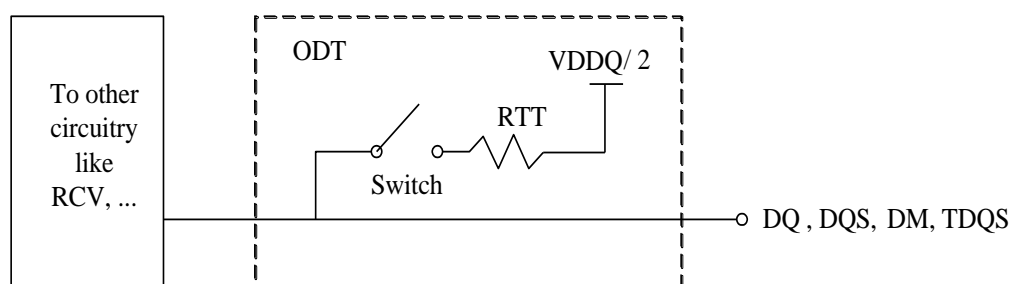 ODT
VDDQ/ 2
To other
circuitry
like
RCV, ...
RTT
Switch
DQ , DQS, DM, TDQS